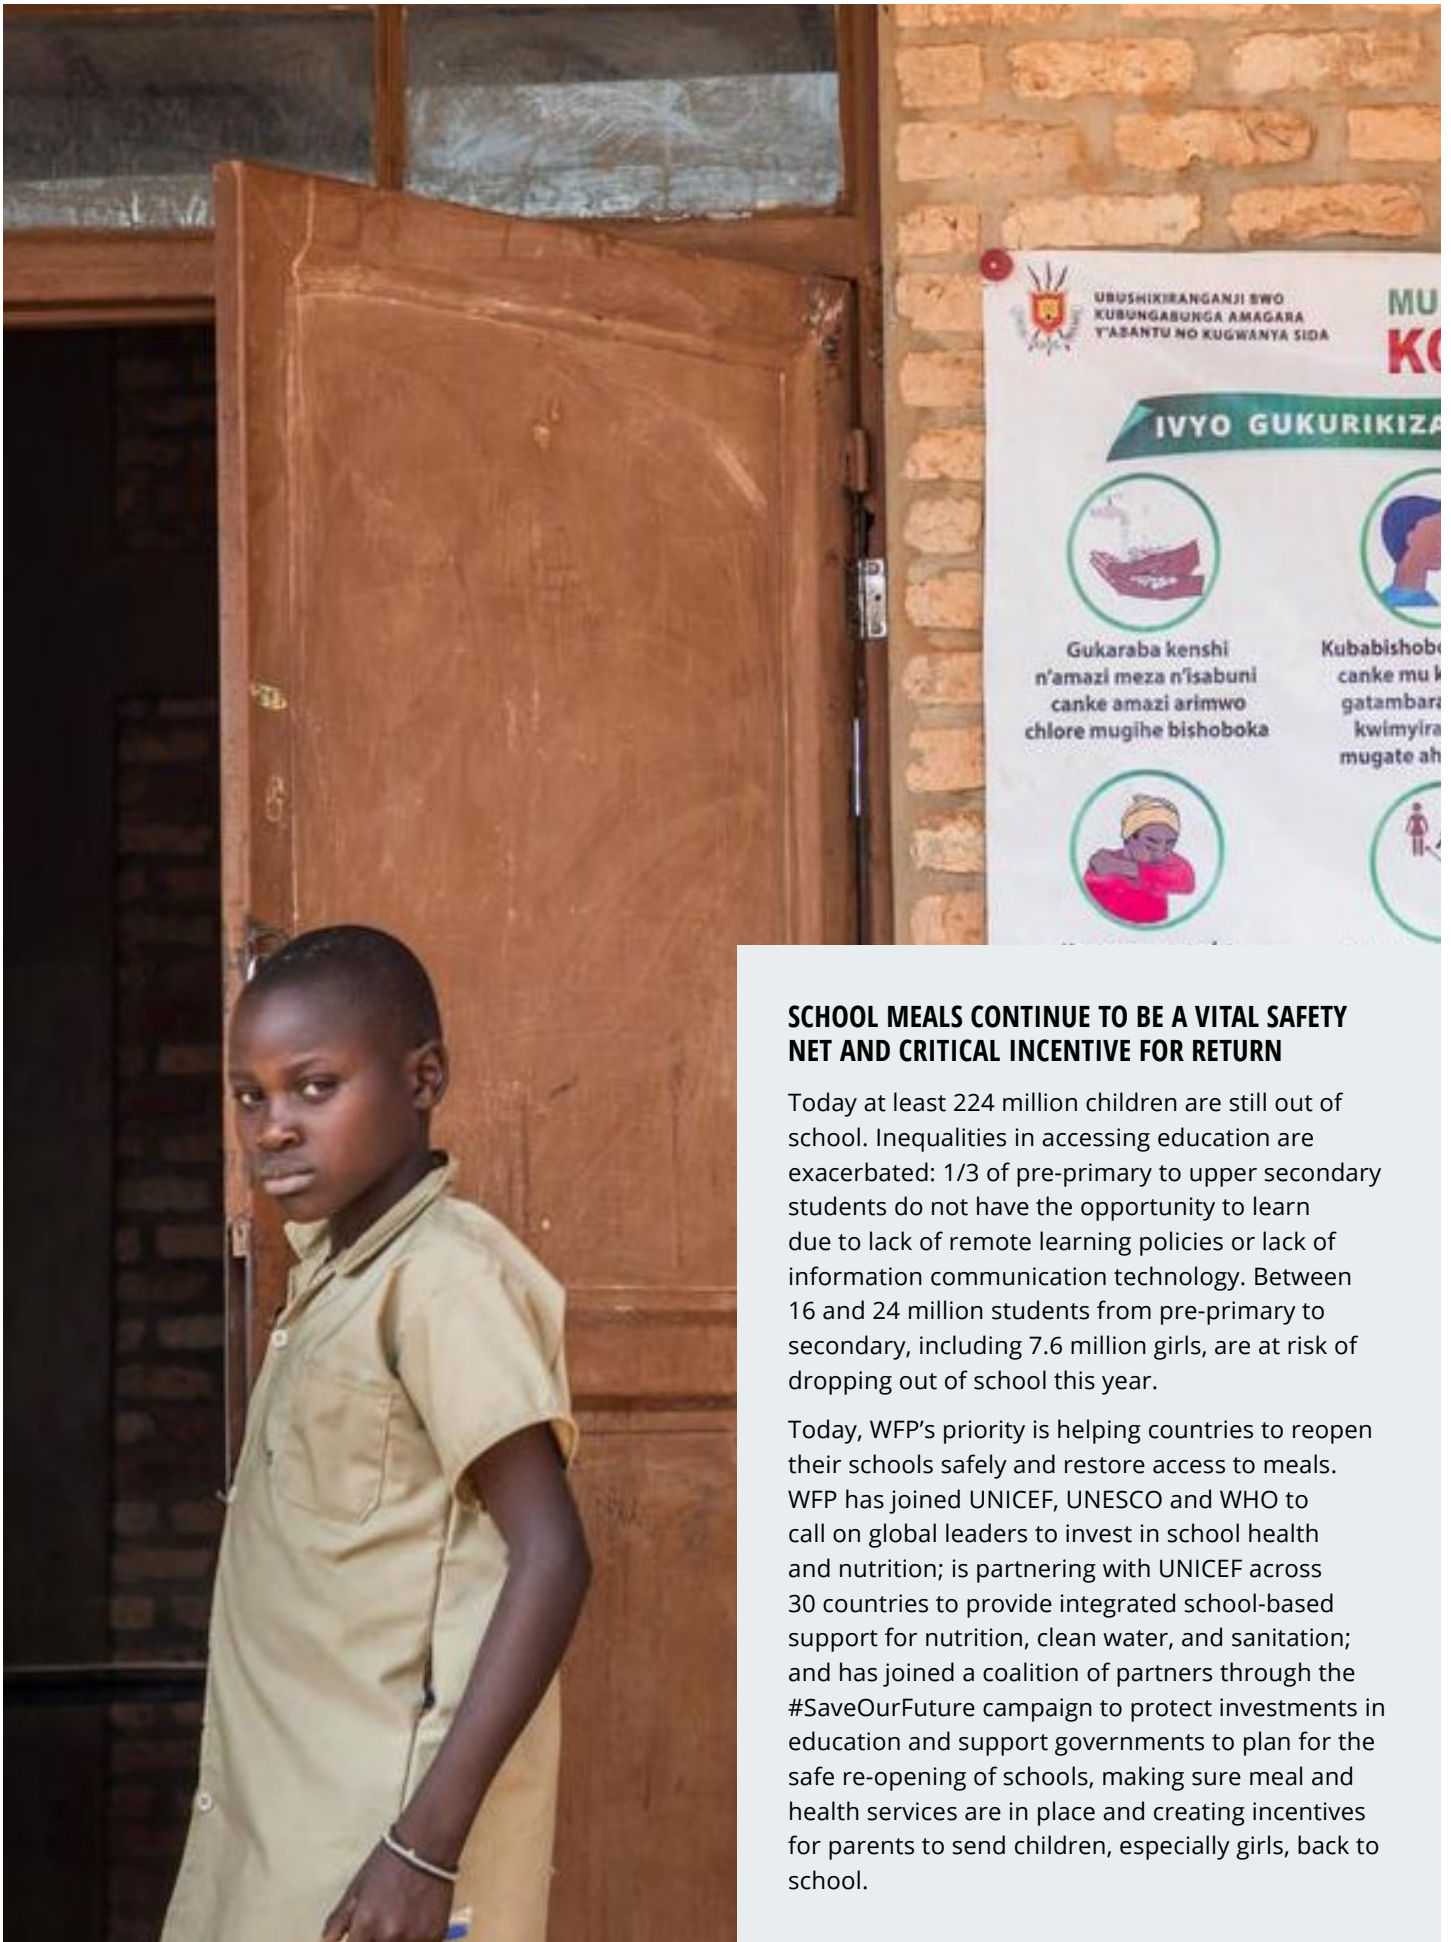 UBUSHIKIRANGANJI BWO
KUBUNGABUNGA AMAGARA
Y'ABANTU NO KUGWANYA SIDA
MU
KO
IVYO GUKURIKIZA
Gukaraba kenshi
n'amazi meza n'isabuni
canke amazi arimwo
chlore mugihe bishoboka
canke mu
kwimyira
mugate
SCHOOL MEALS CONTINUE TO BE A VITAL SAFETY
NET AND CRITICAL INCENTIVE FOR RETURN
Today at least 224 million children are still out of
school. Inequalities in accessing education are
exacerbated: 1/3 of pre-primary to upper secondary
students do not have the opportunity to learn
due to lack of remote learning policies or lack of
information communication technology. Between
16 and 24 million students from pre-primary to
secondary, including 7.6 million girls, are at risk of
dropping out of school this year.
Today, WFP’s priority is helping countries to reopen
their schools safely and restore access to meals.
WFP has joined UNICEF, UNESCO and WHO to
call on global leaders to invest in school health
and nutrition; is partnering with UNICEF across
30 countries to provide integrated school-based
support for nutrition, clean water, and sanitation;
and has joined a coalition of partners through the
#SaveOurFuture campaign to protect investments in
education and support governments to plan for the
safe re-opening of schools, making sure meal and
health services are in place and creating incentives
for parents to send children, especially girls, back to
school.